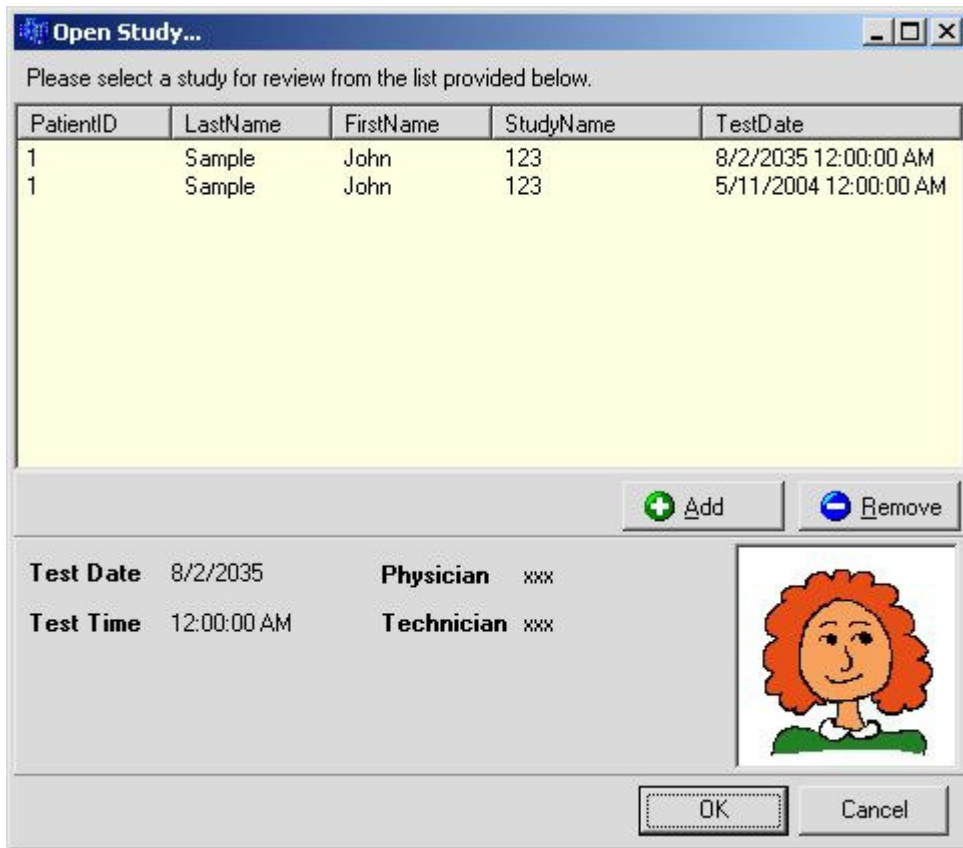 Open Study...
Please select a study for review from the list provided below.
PatientID LastName FirstName StudyName TestDate
1 Sample John 123 8/2/2035 12:00:00 AM
1 Sample John 123 5/11/2004 12:00:00 AM
Add Remove
Test Date 8/2/2035 Physician xxx
Test Time 12:00:00 AM Technician xxx
OK Cancel